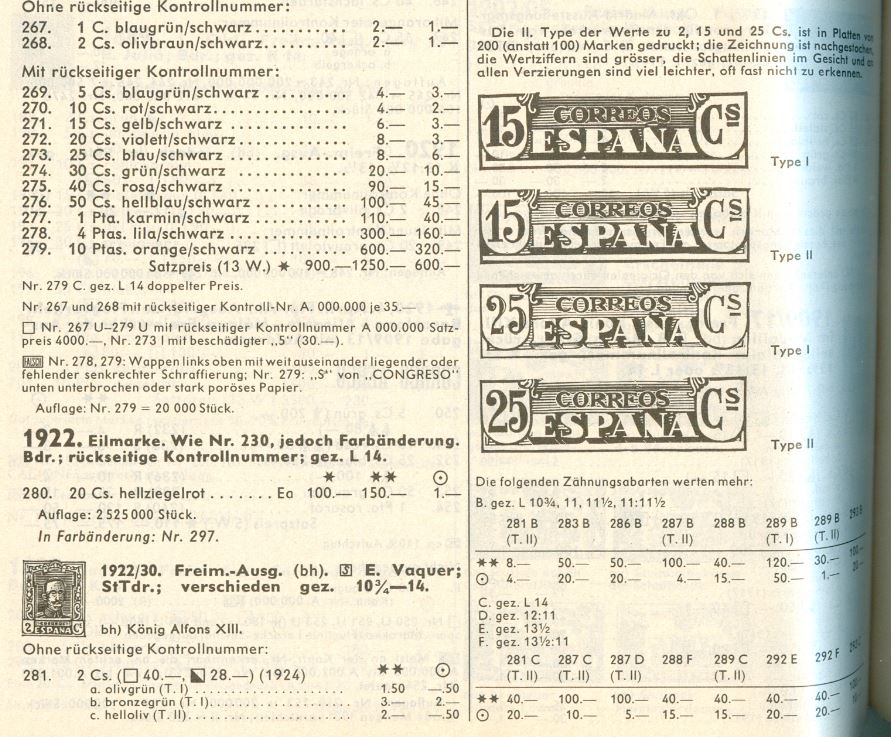 Ohne rückseitige Kontrollnummer:
267. 1 C. blaugrün/schwarz . . . . . . . . . . . . 2.— 1.—
268. 2 Cs. olivbraun/schwarz. . . . . . . . . . . 2.— 1.—
Mit rückseitiger Kontrollnummer:
269. 5 Cs. blaugrün/schwarz . . . . . . . . . . . 4.— 3.—
270. 10 Cs. rot/schwarz. . . . . . . . . . . . . . . . 4.— 2.—
271. 15 Cs. gelb/schwarz . . . . . . . . . . . . . . 6.— 3.—
272. 20 Cs. violett/schwarz . . . . . . . . . . . . 8.— 3.—
273. 25 Cs. blau/schwarz . . . . . . . . . . . . . . 8.— 6.—
274. 30 Cs. grün/schwarz . . . . . . . . . . . . . . 20.— 10.—
275. 40 Cs. rosa/schwarz . . . . . . . . . . . . . . 90.— 15.—
276. 50 Cs. hellblau/schwarz . . . . . . . . . . . 100.— 45.—
277. 1 Pta. karmin/schwarz . . . . . . . . . . . . 110.— 40.—
278. 4 Ptas. lila/schwarz . . . . . . . . . . . . . . 300.— 160.—
279. 10 Ptas. orange/schwarz . . . . . . . . . . . 600.— 320.—
Satzpreis (13 W.) ✶ 900.—1250.— 600.—
Nr. 279 C. gez. L 14 doppelter Preis.
Nr. 267 und 268 mit rückseitiger Kontroll-Nr. A 000.000 je 35.—
☐ Nr. 267 U–279 U mit rückseitiger Kontrollnummer A 000.000 Satz-
preis 4000.—, Nr. 273 I mit beschädigter „5“ (30.—).
FALSCH Nr. 278, 279: Wappen links oben mit weit auseinander liegender oder
fehlender senkrechter Schraffierung; Nr. 279: „S“ von „CONGRESO“
unten unterbrochen oder stark poröses Papier.
Auflage: Nr. 279 = 20 000 Stück.
1922. Eilmarke. Wie Nr. 230, jedoch Farbänderung.
Bdr.; rückseitige Kontrollnummer; gez. L 14.
✶ ✶✶ ⊙
280. 20 Cs. hellziegelrot . . . . . . . Ea 100.— 150.— 1.—
Auflage: 2 525 000 Stück.
In Farbänderung: Nr. 297.
1922/30. Freim.-Ausg. (bh). S E. Vaquer;
StTdr.; verschieden gez. 10¾—14.
bh) König Alfons XIII.
Ohne rückseitige Kontrollnummer:
✶✶ ⊙
281. 2 Cs. (☐ 40.—, ◩ 28.—) (1924)
a. olivgrün (T. I) . . . . . . . . . . . . . . . . . . 1.50 —.50
b. bronzegrün (T. I). . . . . . . . . . . . . . . . 3.— 2.—
c. helloliv (T. II) . . . . . . . . . . . . . . . . . . 2.— —.50
Die II. Type der Werte zu 2, 15 und 25 Cs. ist in Platten von
200 (anstatt 100) Marken gedruckt; die Zeichnung ist nachgestochen,
die Wertziffern sind grösser, die Schattenlinien im Gesicht und an
allen Verzierungen sind viel leichter, oft fast nicht zu erkennen.
15 CORREOS ESPAÑA Cs
Type I
15 CORREOS ESPAÑA Cs
Type II
25 CORREOS ESPAÑA Cs
Type I
25 CORREOS ESPAÑA Cs
Type II
Die folgenden Zähnungsabarten werten mehr:
B. gez. L 10¾, 11, 11½, 11:11½
281 B 283 B 286 B 287 B 288 B 289 B 289 B 293 B
(T. II) (T. II) (T. I) (T. II)
✶✶ 8.— 50.— 50.— 100.— 40.— 120.— 30.— 100.—
⊙ 4.— 20.— 20.— 4.— 15.— 50.— 1.— 20.—
C. gez. L 14
D. gez. 12:11
E. gez. 13½
F. gez. 13½:11
281 C 287 C 287 D 288 F 289 C 292 E 292 F
(T. II) (T. II) (T. II) (T. II)
✶✶ 40.— 100.— 100.— 40.— 40.— 40.— 40.— 100.—
⊙ 20.— 10.— 5.— 15.— 15.— 20.— 20.—